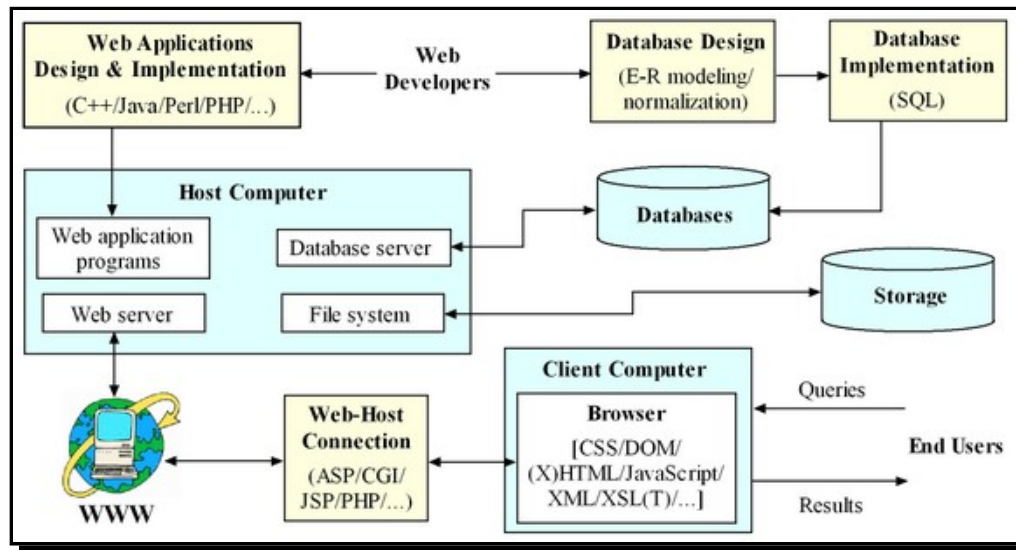 Web Applications
Design & Implementation
(C++/Java/Perl/PHP/...)
Web
Developers
Database Design
(E-R modeling/
normalization)
Database
Implementation
(SQL)
Host Computer
Web application
programs
Database server
Web server
File system
Databases
Storage
WWW
Web-Host
Connection
(ASP/CGI/
JSP/PHP/...)
Client Computer
Browser
[CSS/DOM/
(X)HTML/JavaScript/
XML/XSL(T)/...]
Queries
End Users
Results